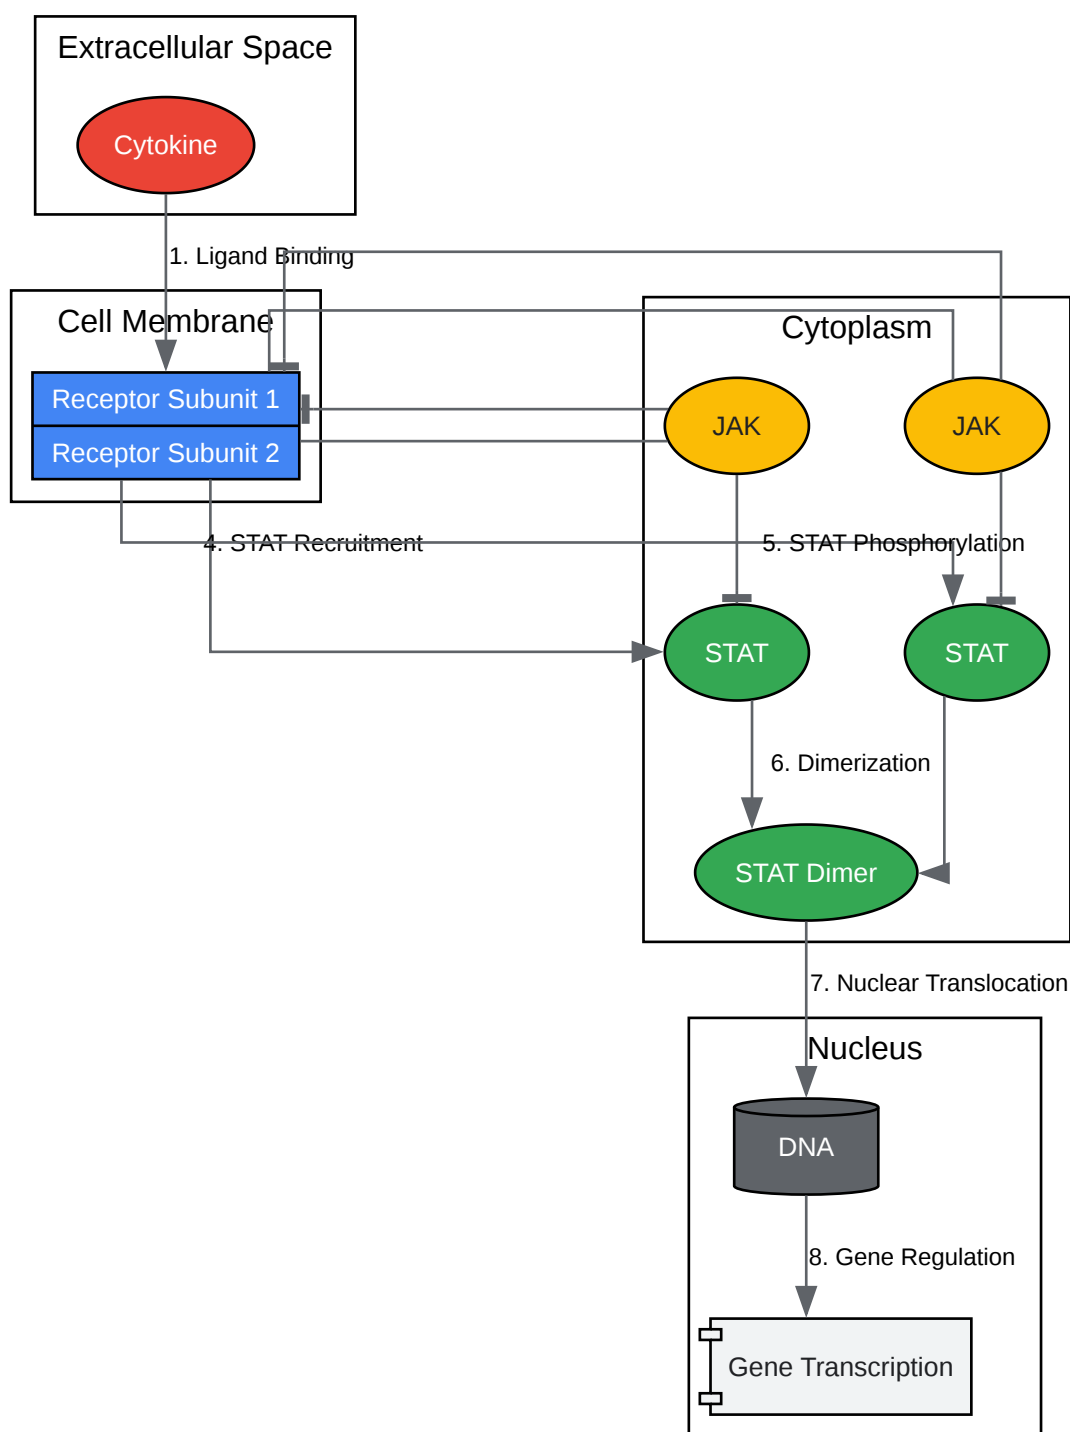 Extracellular Space
Cytokine
1. Ligand Binding
Cell Membrane
Cytoplasm
Receptor Subunit 1
Receptor Subunit 2
JAK
JAK
4. STAT Recruitment
5. STAT Phosphorylation
STAT
STAT
6. Dimerization
STAT Dimer
7. Nuclear Translocation
Nucleus
DNA
8. Gene Regulation
Gene Transcription